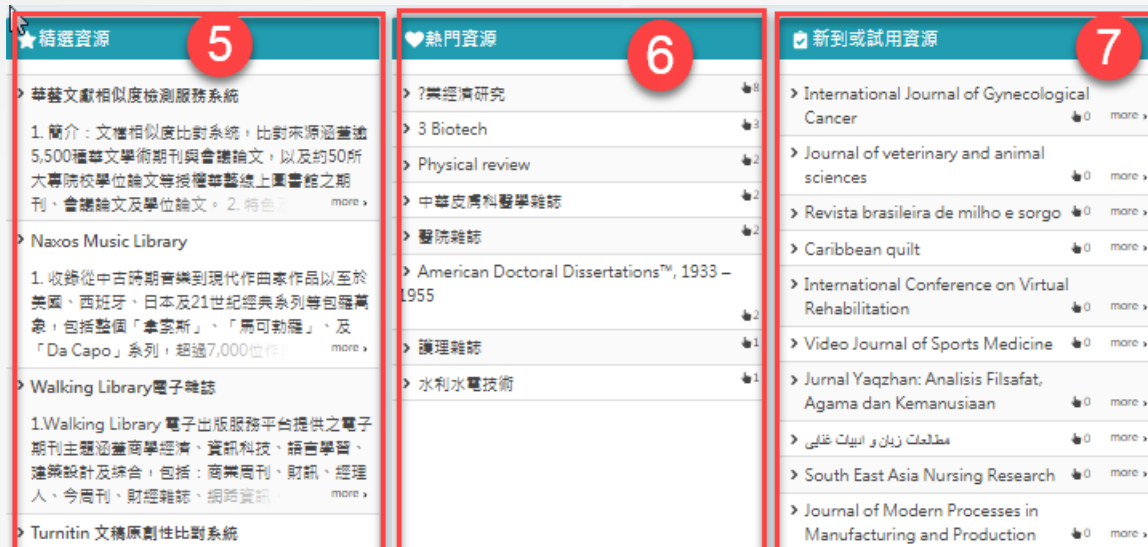 精選資源
5
華藝文獻相似度檢測服務系統
1. 簡介：文檔相似度比對系統，比對來源涵蓋逾
5,500種華文學術期刊與會議論文，以及約50所
大專院校學位論文等授權華藝線上圖書館之期
刊、會議論文及學位論文。 2. 特色及 more ›
Naxos Music Library
1. 收錄從中古時期音樂到現代作曲家作品以至於
美國、西班牙、日本及21世紀經典系列等包羅萬
象，包括整個「拿索斯」、「馬可勃羅」、及
「Da Capo」系列，超過7,000位作 more ›
Walking Library電子雜誌
1.Walking Library 電子出版服務平台提供之電子
期刊主題涵蓋商學經濟、資訊科技、語言學習、
建築設計及綜合，包括：商業周刊、財訊、經理
人、今周刊、財經雜誌、網路資訊 more ›
Turnitin 文稿原創性比對系統
熱門資源
6
?業經濟研究 8
3 Biotech 3
Physical review 2
中華皮膚科醫學雜誌 2
醫院雜誌 2
American Doctoral Dissertations™, 1933 –
1955
2
護理雜誌 1
水利水電技術 1
新到或試用資源
7
International Journal of Gynecological
Cancer 0 more ›
Journal of veterinary and animal
sciences 0 more ›
Revista brasileira de milho e sorgo 0 more ›
Caribbean quilt 0 more ›
International Conference on Virtual
Rehabilitation 0 more ›
Video Journal of Sports Medicine 0 more ›
Jurnal Yaqzhan: Analisis Filsafat,
Agama dan Kemanusiaan 0 more ›
مطالعات زبان و ادبیات غنایی 0 more ›
South East Asia Nursing Research 0 more ›
Journal of Modern Processes in
Manufacturing and Production 0 more ›